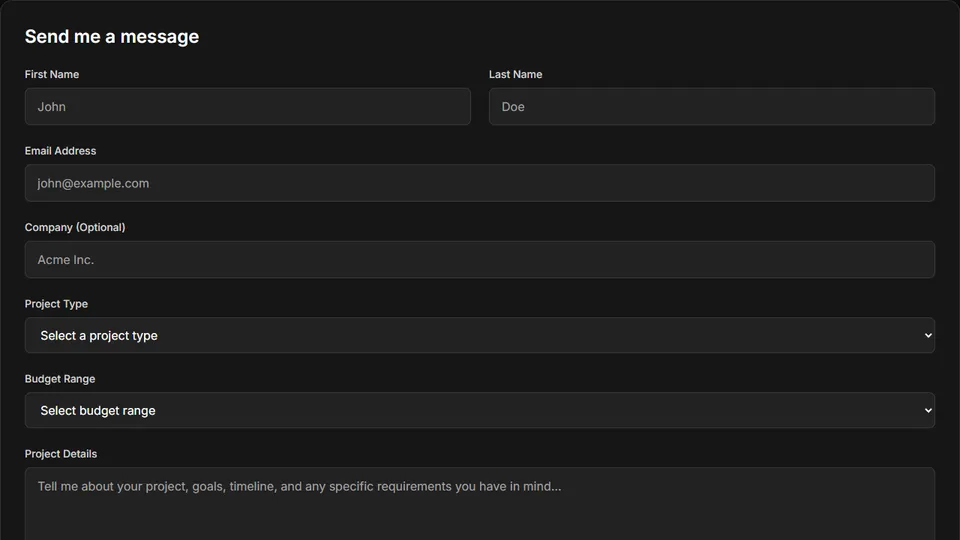 Send me a message
First Name
Last Name
John
Doe
Email Address
john@example.com
Company (Optional)
Acme Inc.
Project Type
Select a project type
Budget Range
Select budget range
Project Details
Tell me about your project, goals, timeline, and any specific requirements you have in mind...